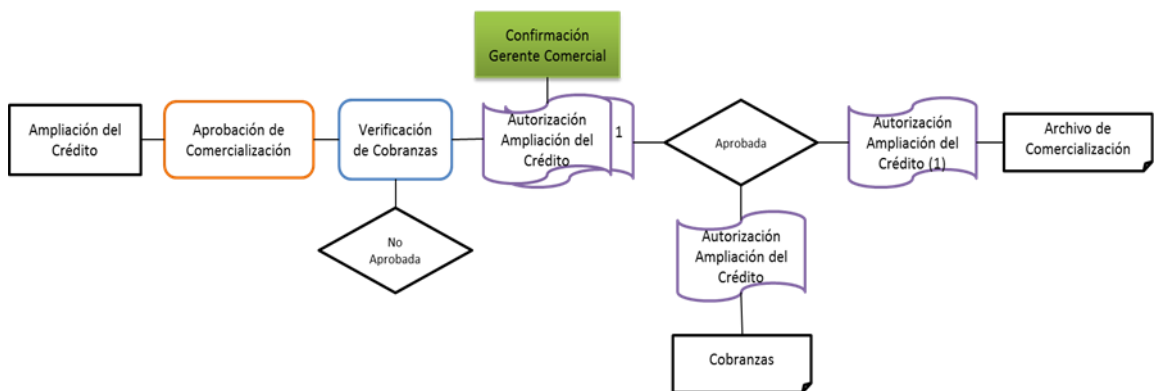 Confirmación
Gerente Comercial
Ampliación del
Crédito
Aprobación de
Comercialización
Verificación
de Cobranzas
Autorización
Ampliación del
Crédito
1
Aprobada
Autorización
Ampliación del
Crédito (1)
Archivo de
Comercialización
No
Aprobada
Autorización
Ampliación del
Crédito
Cobranzas